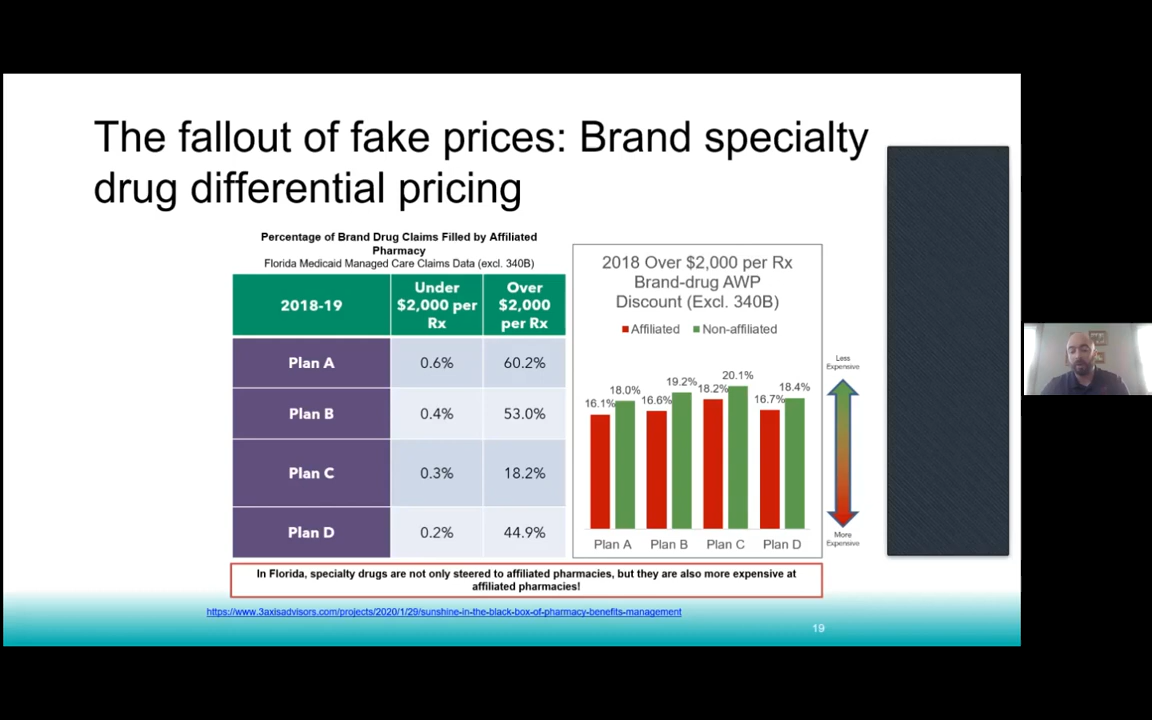 The fallout of fake prices: Brand specialty
drug differential pricing
Percentage of Brand Drug Claims Filled by Affiliated
Pharmacy
Florida Medicaid Managed Care Claims Data (excl. 340B)
2018-19
Under
$2,000 per
Rx
Over
$2,000
per Rx
Plan A
0.6%
60.2%
Plan B
0.4%
53.0%
Plan C
0.3%
18.2%
Plan D
0.2%
44.9%
2018 Over $2,000 per Rx
Brand-drug AWP
Discount (Excl. 340B)
Affiliated
Non-affiliated
16.1%
18.0%
16.6%
19.2%
18.2%
20.1%
16.7%
18.4%
Plan A
Plan B
Plan C
Plan D
Less
Expensive
More
Expensive
In Florida, specialty drugs are not only steered to affiliated pharmacies, but they are also more expensive at
affiliated pharmacies!
https://www.3axisadvisors.com/projects/2020/1/29/sunshine-in-the-black-box-of-pharmacy-benefits-management
19